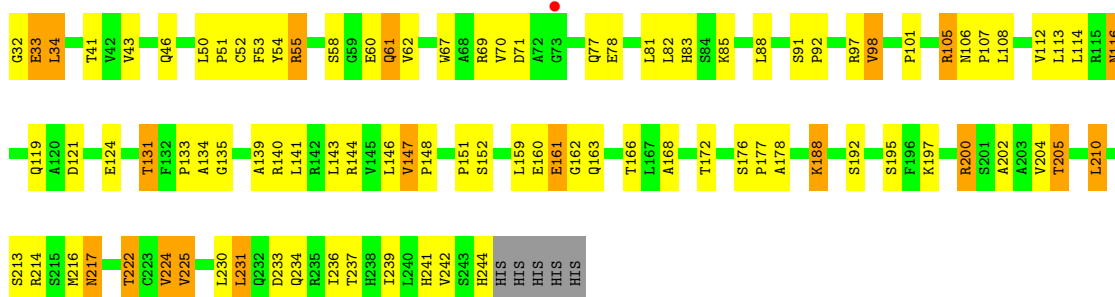 G32 E33 L34 T41 V42 V43 Q46 L50 P51 C52 F53 Y54 R55 S58 G59 E60 Q61 V62 W67 A68 R69 V70 D71 A72 G73 Q77 E78 L81 L82 H83 S84 K85 L88 S91 P92 R97 V98 P101 R105 N106 P107 L108 V112 L113 L114 R115 N116
Q119 A120 D121 E124 T131 F132 P133 A134 G135 A139 R140 L141 R142 L143 R144 V145 L146 V147 P148 P151 S152 L159 E160 E161 G162 Q163 T166 L167 A168 T172 S176 P177 A178 K188 S192 S195 F196 K197 R200 S201 A202 A203 V204 T205 L210
S213 R214 S215 M216 N217 T222 C223 V224 V225 L230 L231 Q232 D233 Q234 R235 I236 T237 H238 I239 L240 H241 V242 S243 H244 HIS HIS HIS HIS HIS